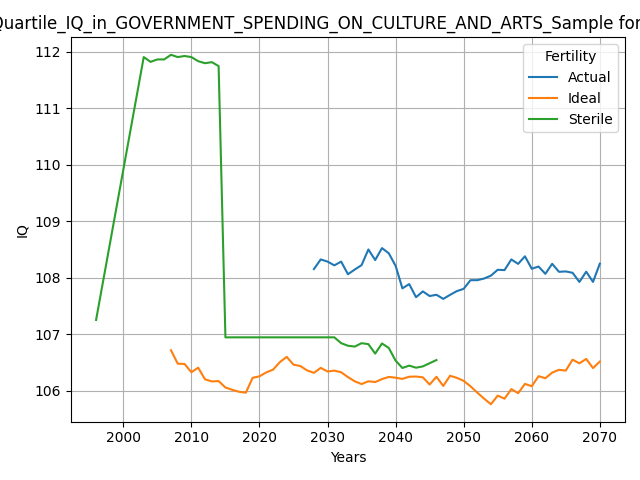 Quartile_IQ_in_GOVERNMENT_SPENDING_ON_CULTURE_AND_ARTS_Sample for
112
111
110
109
108
107
106
IQ
Fertility
Actual
Ideal
Sterile
2000 2010 2020 2030 2040 2050 2060 2070
Years